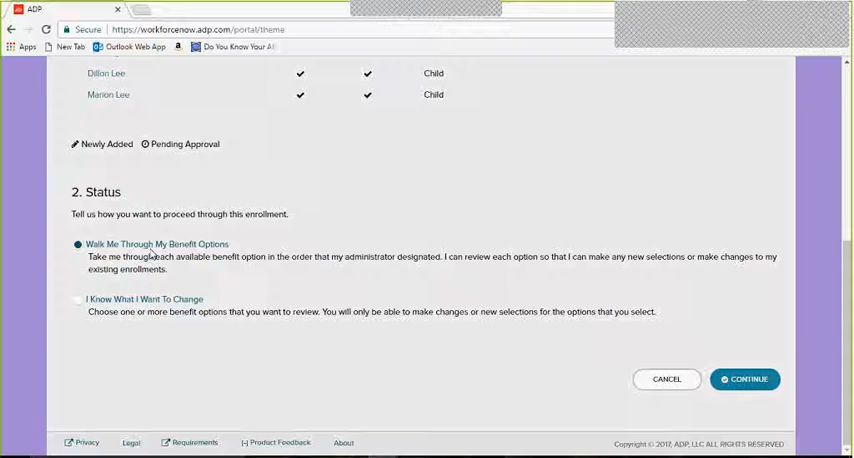 ADP
Secure https://workforcenow.adp.com/portal/theme
Apps New Tab Outlook Web App Do You Know Your A
Dillon Lee Child
Marion Lee Child
Newly Added Pending Approval
2. Status
Tell us how you want to proceed through this enrollment.
Walk Me Through My Benefit Options
Take me through each available benefit option in the order that my administrator designated. I can review each option so that I can make any new selections or make changes to my
existing enrollments.
I Know What I Want To Change
Choose one or more benefit options that you want to review. You will only be able to make changes or new selections for the options that you select.
CANCEL CONTINUE
Privacy Legal Requirements [-] Product Feedback About Copyright © 2017, ADP, LLC ALL RIGHTS RESERVED